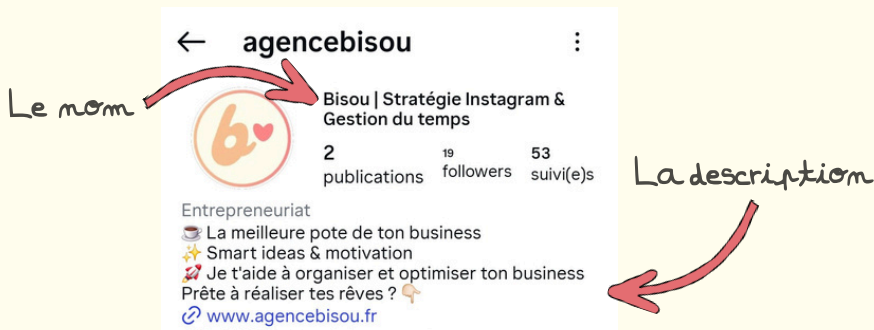 agencebisou
Le nom
Bisou | Stratégie Instagram &
Gestion du temps
b
2 19 53
publications followers suivi(e)s
La description
Entrepreneuriat
☕ La meilleure pote de ton business
✨ Smart ideas & motivation
🚀 Je t'aide à organiser et optimiser ton business
Prête à réaliser tes rêves ? 👇🏻
www.agencebisou.fr